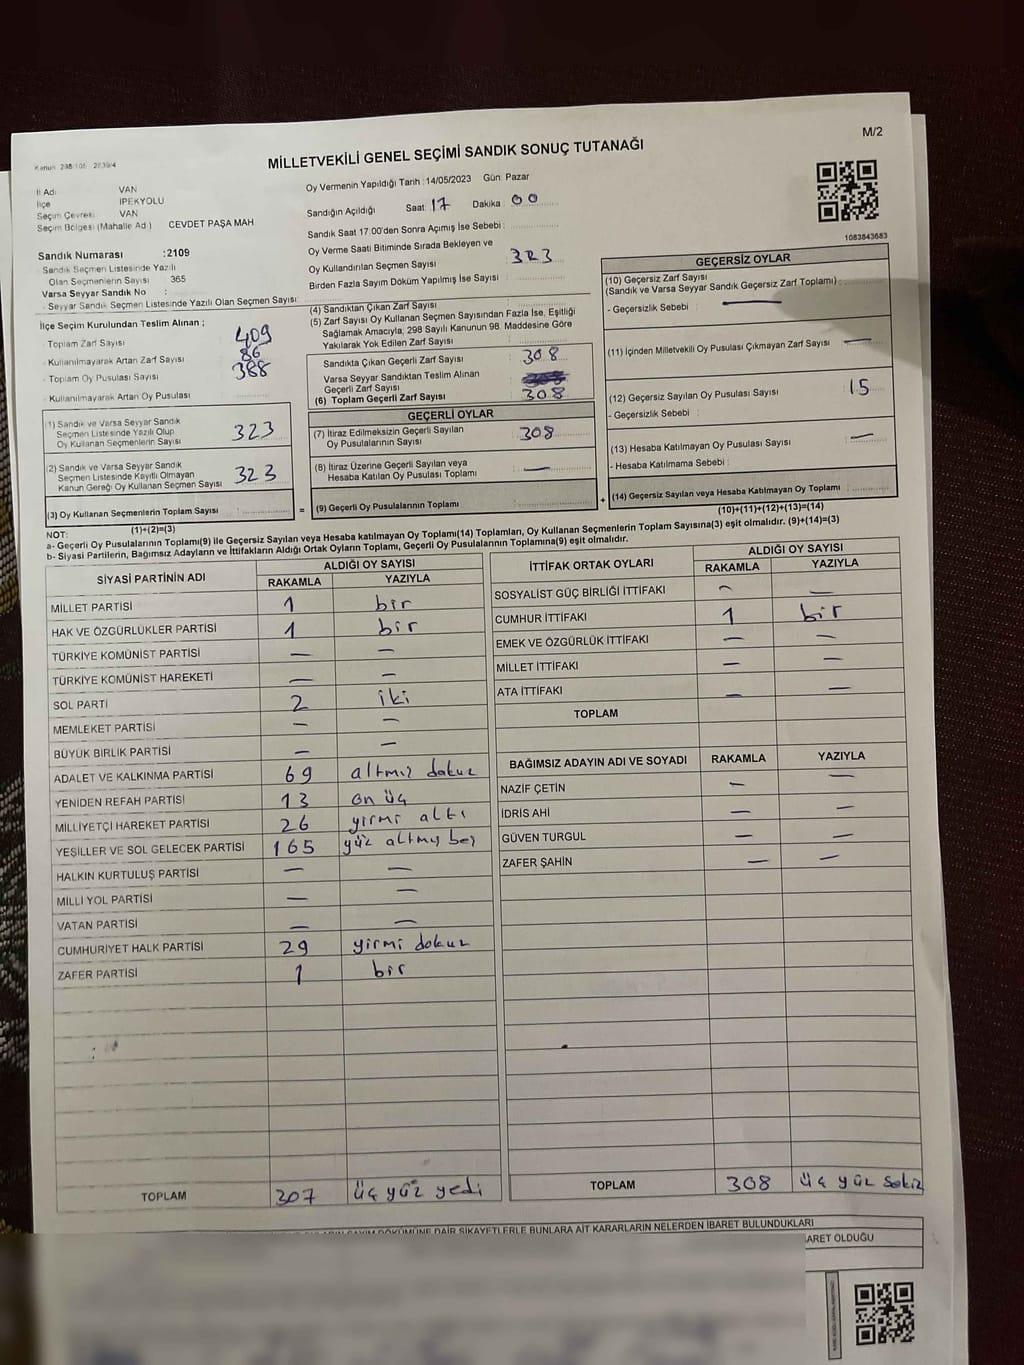 M/2
Kanun: 298/105 - 2839/4
MİLLETVEKİLİ GENEL SEÇİMİ SANDIK SONUÇ TUTANAĞI
İl Adı VAN
İlçe İPEKYOLU
Seçim Çevresi VAN
Seçim Bölgesi (Mahalle Ad.) CEVDET PAŞA MAH
Sandık Numarası :2109
Sandık Seçmen Listesinde Yazılı
Olan Seçmenlerin Sayısı : 365
Varsa Seyyar Sandık No :
- Seyyar Sandık Seçmen Listesinde Yazılı Olan Seçmen Sayısı:
Oy Vermenin Yapıldığı Tarih : 14/05/2023 Gün: Pazar
Sandığın Açıldığı Saat: 17 Dakika : 00
Sandık Saat 17.00'den Sonra Açımış İse Sebebi :
Oy Verme Saati Bitiminde Sırada Bekleyen ve
Oy Kullandırılan Seçmen Sayısı : 323
Birden Fazla Sayım Döküm Yapılmış İse Sayısı :
1083843683
İlçe Seçim Kurulundan Teslim Alınan ;
- Toplam Zarf Sayısı : 409
- Kullanılmayarak Artan Zarf Sayısı : 86
- Toplam Oy Pusulası Sayısı : 388
- Kullanılmayarak Artan Oy Pusulası :
(1) Sandık ve Varsa Seyyar Sandık
Seçmen Listesinde Yazılı Olup
Oy Kullanan Seçmenlerin Sayısı : 323
(2) Sandık ve Varsa Seyyar Sandık
Seçmen Listesinde Kayıtlı Olmayan
Kanun Gereği Oy Kullanan Seçmen Sayısı : 323
(3) Oy Kullanan Seçmenlerin Toplam Sayısı :
(1)+(2)=(3)
(4) Sandıktan Çıkan Zarf Sayısı :
(5) Zarf Sayısı Oy Kullanan Seçmen Sayısından Fazla İse, Eşitliği
Sağlamak Amacıyla; 298 Sayılı Kanunun 98. Maddesine Göre
Yakılarak Yok Edilen Zarf Sayısı :
Sandıkta Çıkan Geçerli Zarf Sayısı : 308
Varsa Seyyar Sandıktan Teslim Alınan
Geçerli Zarf Sayısı :
(6) Toplam Geçerli Zarf Sayısı : 308
GEÇERLİ OYLAR
(7) İtiraz Edilmeksizin Geçerli Sayılan
Oy Pusulalarının Sayısı : 308
(8) İtiraz Üzerine Geçerli Sayılan veya
Hesaba Katılan Oy Pusulası Toplamı : —
= (9) Geçerli Oy Pusulalarının Toplamı :
GEÇERSİZ OYLAR
(10) Geçersiz Zarf Sayısı
(Sandık ve Varsa Seyyar Sandık Geçersiz Zarf Toplamı) :
- Geçersizlik Sebebi : —
(11) İçinden Milletvekili Oy Pusulası Çıkmayan Zarf Sayısı : —
(12) Geçersiz Sayılan Oy Pusulası Sayısı : 15
- Geçersizlik Sebebi :
(13) Hesaba Katılmayan Oy Pusulası Sayısı : —
- Hesaba Katılmama Sebebi :
+ (14) Geçersiz Sayılan veya Hesaba Katılmayan Oy Toplamı :
(10)+(11)+(12)+(13)=(14)
NOT:
a- Geçerli Oy Pusulalarının Toplamı(9) ile Geçersiz Sayılan veya Hesaba katılmayan Oy Toplamı(14) Toplamları, Oy Kullanan Seçmenlerin Toplam Sayısına(3) eşit olmalıdır. (9)+(14)=(3)
b- Siyasi Partilerin, Bağımsız Adayların ve İttifakların Aldığı Ortak Oyların Toplamı, Geçerli Oy Pusulalarının Toplamına(9) eşit olmalıdır.
SİYASİ PARTİNİN ADI ALDIĞI OY SAYISI
RAKAMLA YAZIYLA
MİLLET PARTİSİ 1 bir
HAK VE ÖZGÜRLÜKLER PARTİSİ 1 bir
TÜRKİYE KOMÜNİST PARTİSİ — —
TÜRKİYE KOMÜNİST HAREKETİ — —
SOL PARTİ 2 iki
MEMLEKET PARTİSİ — —
BÜYÜK BİRLİK PARTİSİ — —
ADALET VE KALKINMA PARTİSİ 69 altmış dokuz
YENİDEN REFAH PARTİSİ 13 on üç
MİLLİYETÇİ HAREKET PARTİSİ 26 yirmi altı
YEŞİLLER VE SOL GELECEK PARTİSİ 165 yüz altmış beş
HALKIN KURTULUŞ PARTİSİ — —
MİLLİ YOL PARTİSİ — —
VATAN PARTİSİ — —
CUMHURİYET HALK PARTİSİ 29 yirmi dokuz
ZAFER PARTİSİ 1 bir
TOPLAM 307 üç yüz yedi
İTTİFAK ORTAK OYLARI ALDIĞI OY SAYISI
RAKAMLA YAZIYLA
SOSYALİST GÜÇ BİRLİĞİ İTTİFAKI — —
CUMHUR İTTİFAKI 1 bir
EMEK VE ÖZGÜRLÜK İTTİFAKI — —
MİLLET İTTİFAKI — —
ATA İTTİFAKI — —
TOPLAM
BAĞIMSIZ ADAYIN ADI VE SOYADI RAKAMLA YAZIYLA
NAZİF ÇETİN — —
İDRİS AHİ — —
GÜVEN TURGUL — —
ZAFER ŞAHİN — —
TOPLAM 308 üç yüz sekiz
DÖKÜMÜNE DAİR ŞİKAYETLERLE BUNLARA AİT KARARLARIN NELERDEN İBARET BULUNDUKLARI
OLDUĞU